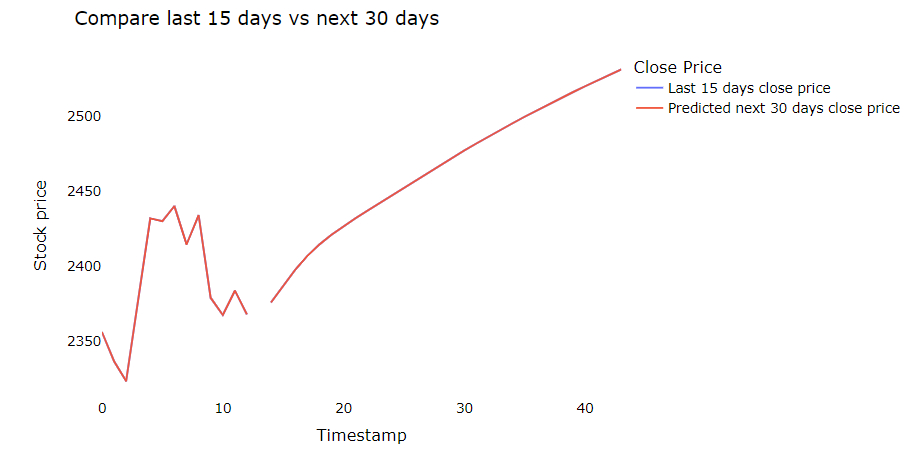 Compare last 15 days vs next 30 days
Close Price
Last 15 days close price
Predicted next 30 days close price
Stock price
2500
2450
2400
2350
0 10 20 30 40
Timestamp